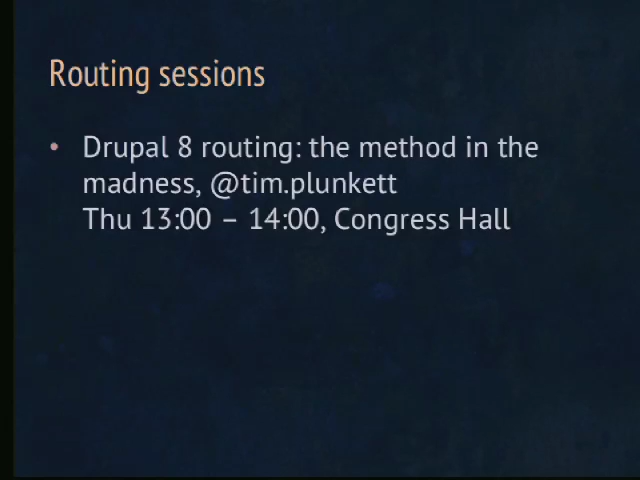 Routing sessions
• Drupal 8 routing: the method in the
madness, @tim.plunkett
Thu 13:00 – 14:00, Congress Hall